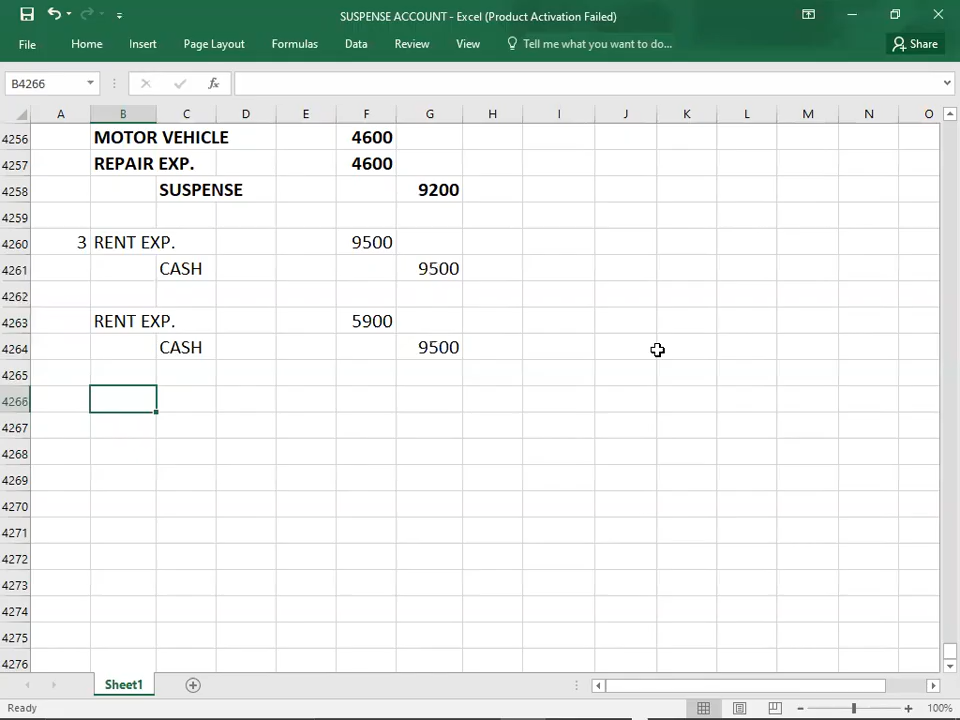 SUSPENSE ACCOUNT - Excel (Product Activation Failed)
File Home Insert Page Layout Formulas Data Review View Tell me what you want to do... Share
B4266 fx
A B C D E F G H I J K L M N O
4256 MOTOR VEHICLE 4600
4257 REPAIR EXP. 4600
4258 SUSPENSE 9200
4259
4260 3 RENT EXP. 9500
4261 CASH 9500
4262
4263 RENT EXP. 5900
4264 CASH 9500
4265
4266
4267
4268
4269
4270
4271
4272
4273
4274
4275
4276
Sheet1
Ready 100%